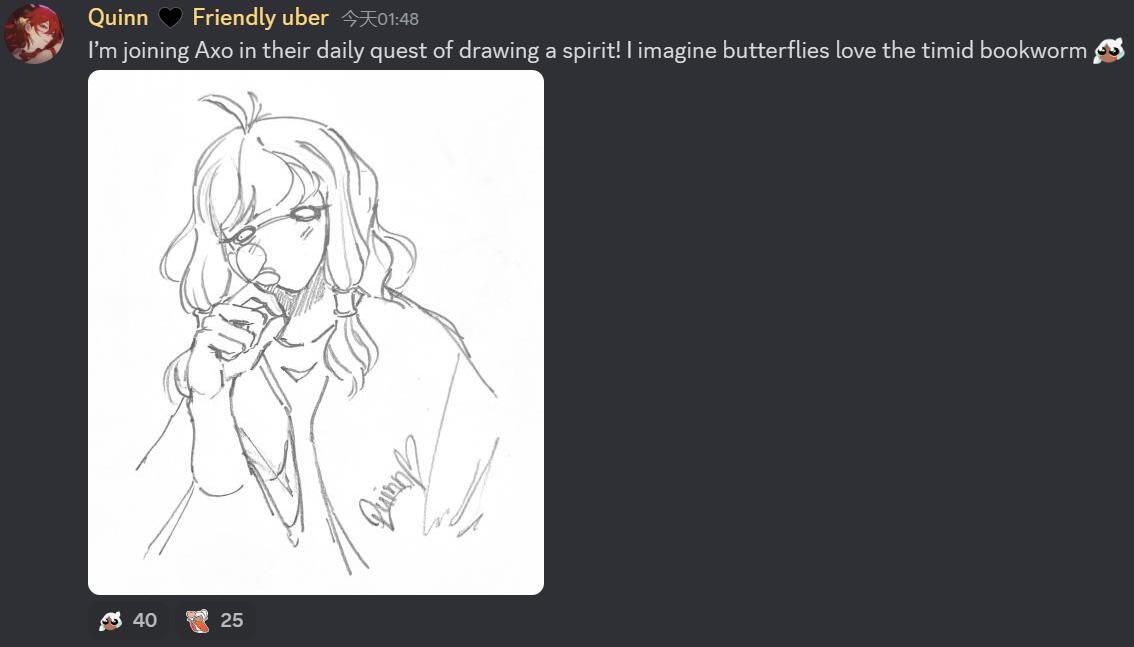 Quinn 🖤 Friendly uber 今天01:48
I’m joining Axo in their daily quest of drawing a spirit! I imagine butterflies love the timid bookworm
Quinn
40 25